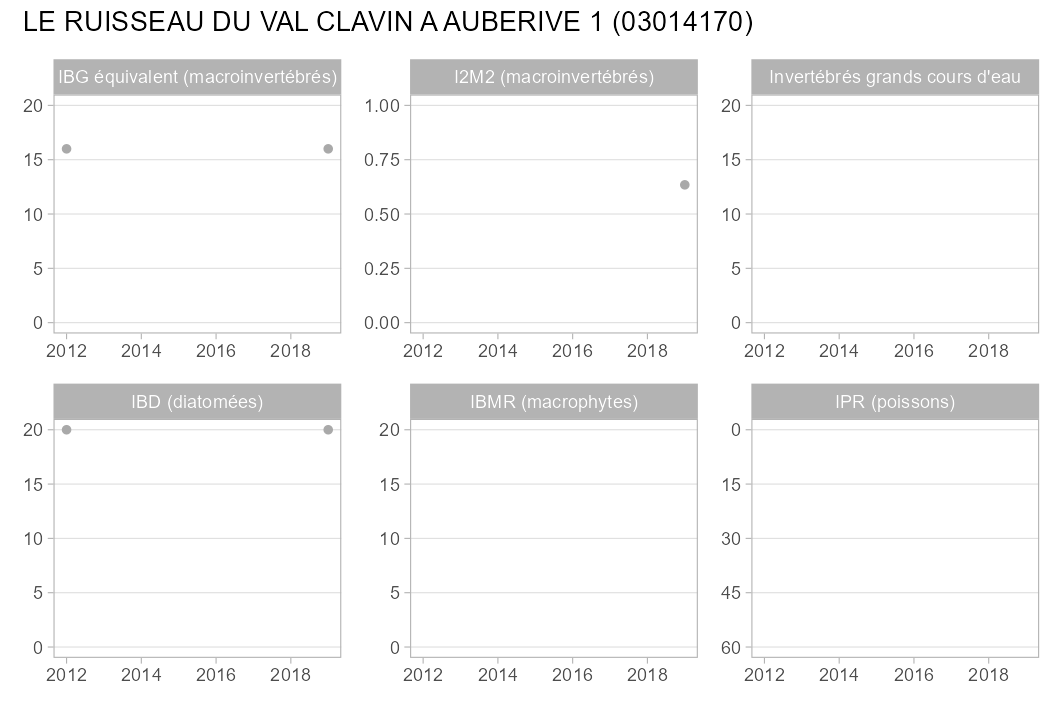 LE RUISSEAU DU VAL CLAVIN A AUBERIVE 1 (03014170)
IBG équivalent (macroinvertébrés)
I2M2 (macroinvertébrés)
Invertébrés grands cours d'eau
20
15
10
5
0
2012 2014 2016 2018
1.00
0.75
0.50
0.25
0.00
2012 2014 2016 2018
20
15
10
5
0
2012 2014 2016 2018
IBD (diatomées)
IBMR (macrophytes)
IPR (poissons)
20
15
10
5
0
2012 2014 2016 2018
20
15
10
5
0
2012 2014 2016 2018
0
15
30
45
60
2012 2014 2016 2018